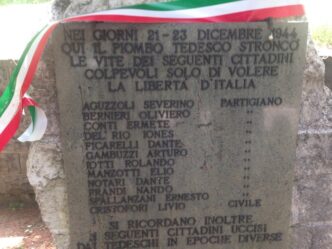 NEI GIORNI 21-23 DICEMBRE 1944
QUI IL PIOMBO TEDESCO STRONCÒ
LE VITE DEI SEGUENTI CITTADINI
COLPEVOLI SOLO DI VOLERE
LA LIBERTÀ D'ITALIA
AGUZZOLI SEVERINO PARTIGIANO
BERNIERI OLIVIERO "
CONTI ERMETE "
DEL RIO IONES "
FICARELLI DANTE "
GAMBUZZI ARTURO "
IOTTI ROLANDO "
MANZOTTI ELIO "
NOTARI DANTE "
PRANDI NANDO "
SPALLANZANI ERNESTO "
CRISTOFORI LIVIO CIVILE
SI RICORDANO INOLTRE
I SEGUENTI CITTADINI UCCISI
DAI TEDESCHI IN EPOCHE DIVERSE